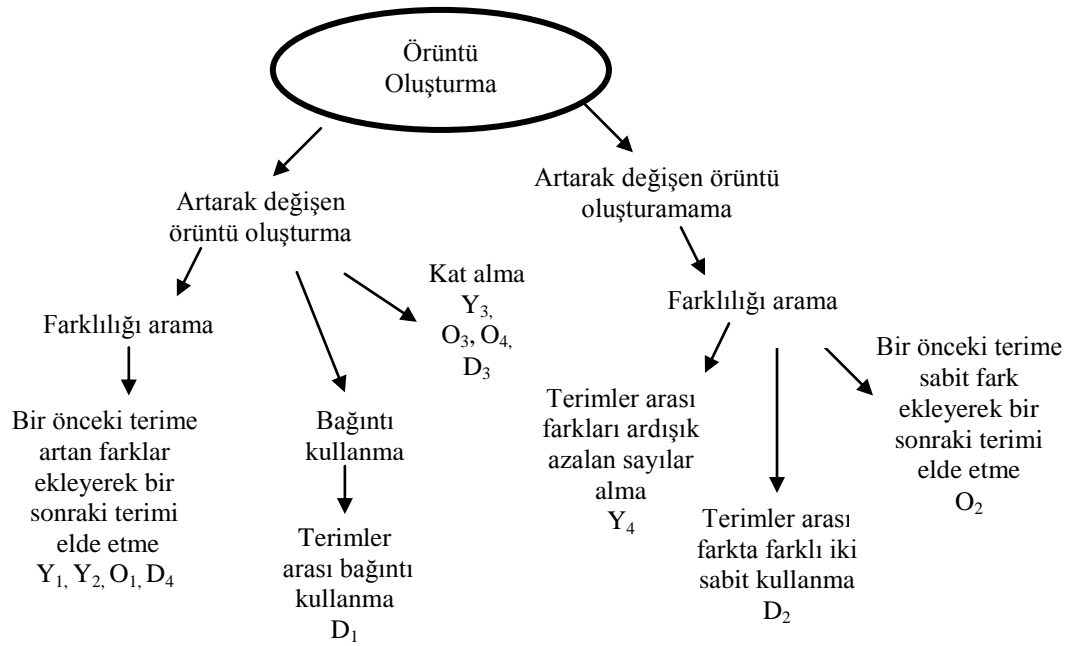 Örüntü
Oluşturma
Artarak değişen
örüntü oluşturma
Artarak değişen örüntü
oluşturamama
Farklılığı arama
Kat alma
Y₃,
O₃, O₄,
D₃
Farklılığı arama
Bir önceki terime
artan farklar
ekleyerek bir
sonraki terimi
elde etme
Y₁, Y₂, O₁, D₄
Bağıntı
kullanma
Terimler
arası bağıntı
kullanma
D₁
Terimler arası
farkları ardışık
azalan sayılar
alma
Y₄
Terimler arası
farkta farklı iki
sabit kullanma
D₂
Bir önceki terime
sabit fark
ekleyerek bir
sonraki terimi
elde etme
O₂